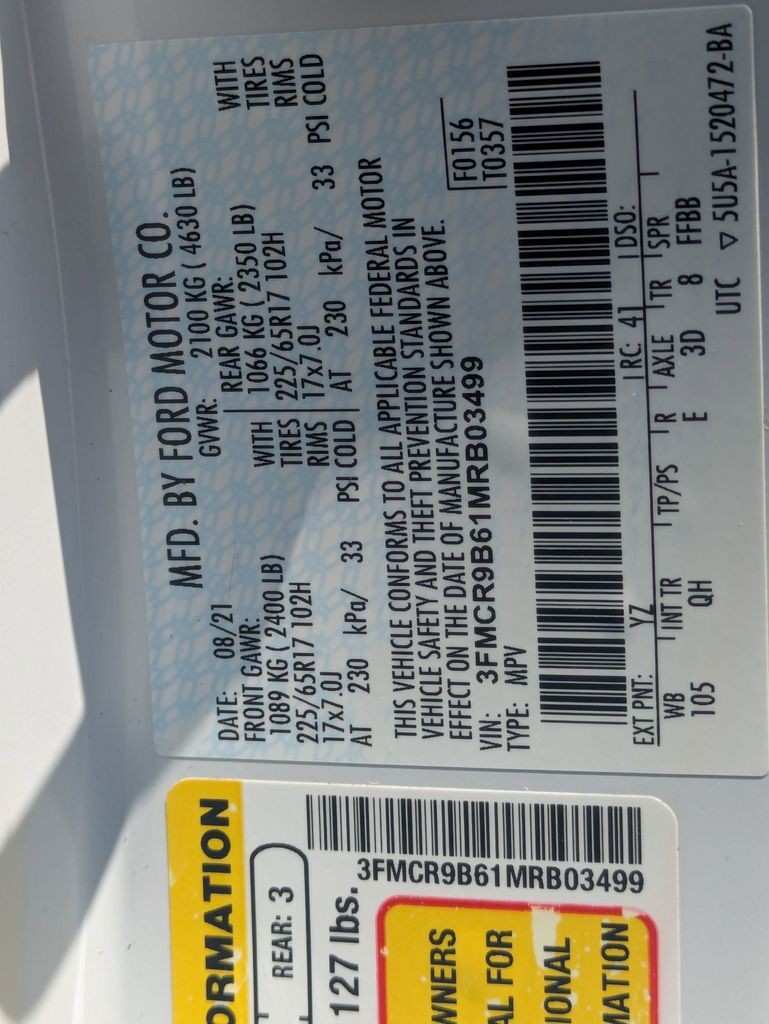 MFD. BY FORD MOTOR CO.
DATE: 08/21 GVWR: 2100 KG ( 4630 LB)
FRONT GAWR: REAR GAWR:
1089 KG ( 2400 LB) WITH 1066 KG ( 2350 LB) WITH
225/65R17 102H TIRES 225/65R17 102H TIRES
17x7.0J RIMS 17x7.0J RIMS
AT 230 kPa/ 33 PSI COLD AT 230 kPa/ 33 PSI COLD
THIS VEHICLE CONFORMS TO ALL APPLICABLE FEDERAL MOTOR
VEHICLE SAFETY AND THEFT PREVENTION STANDARDS IN
EFFECT ON THE DATE OF MANUFACTURE SHOWN ABOVE.
VIN: 3FMCR9B61MRB03499 F0156
TYPE: MPV T0357
EXT PNT: YZ RC: 41 DSO:
WB INT TR TP/PS R AXLE TR SPR
105 QH E 3D 8 FFBB
UTC ▽ 5U5A-1520472-BA
ORMATION
REAR: 3
127 lbs.
3FMCR9B61MRB03499
WNERS
AL FOR
IONAL
MATION